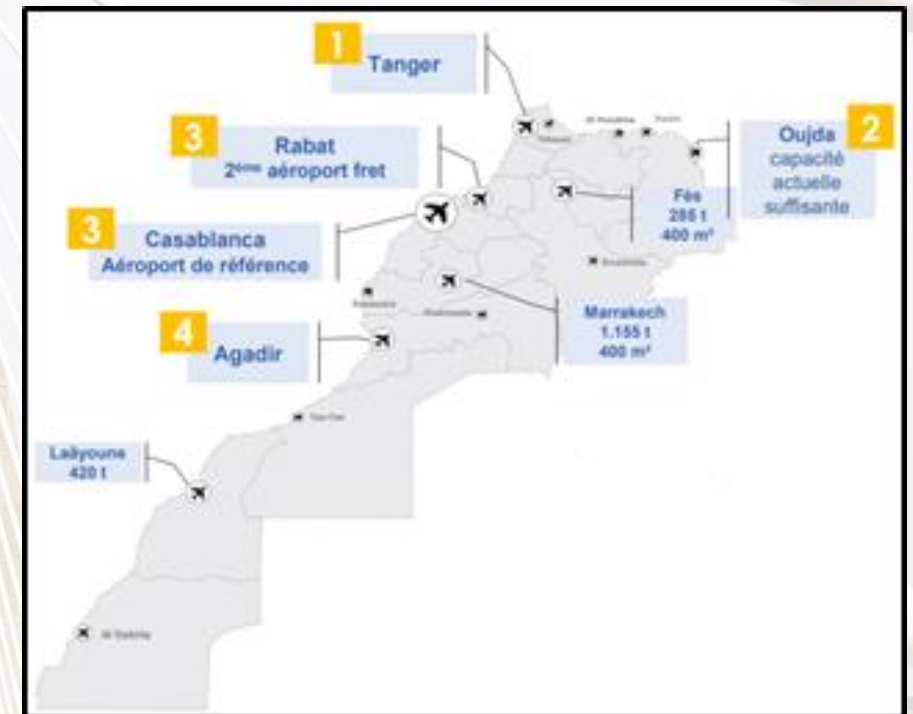 1
Tanger
3
Rabat
2ème aéroport fret
Oujda
2
capacité
actuelle
suffisante
Fès
285 t
400 m²
3
Casablanca
Aéroport de référence
Marrakech
1.155 t
400 m²
4
Agadir
Laâyoune
420 t